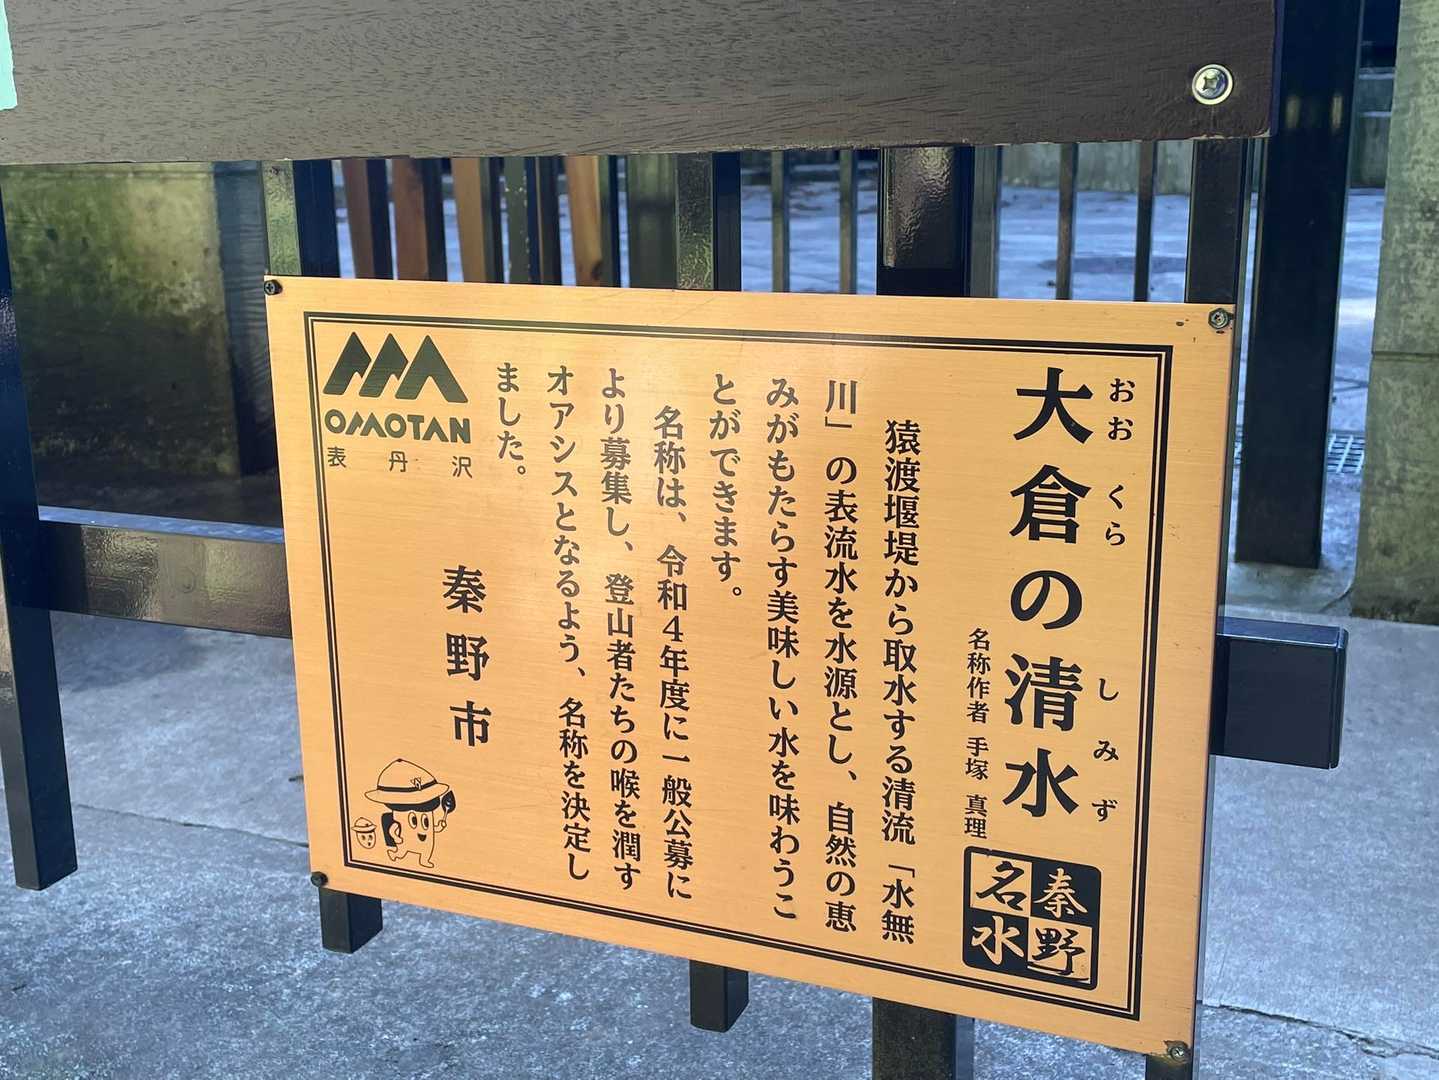 大倉の清水
おお くら しみず
名称作者 手塚 真理
秦野
名水
猿渡堰堤から取水する清流「水無
川」の表流水を水源とし、自然の恵
みがもたらす美味しい水を味わうこ
とができます。
名称は、令和4年度に一般公募に
より募集し、登山者たちの喉を潤す
オアシスとなるよう、名称を決定し
ました。
秦野市
OMOTAN
表丹沢